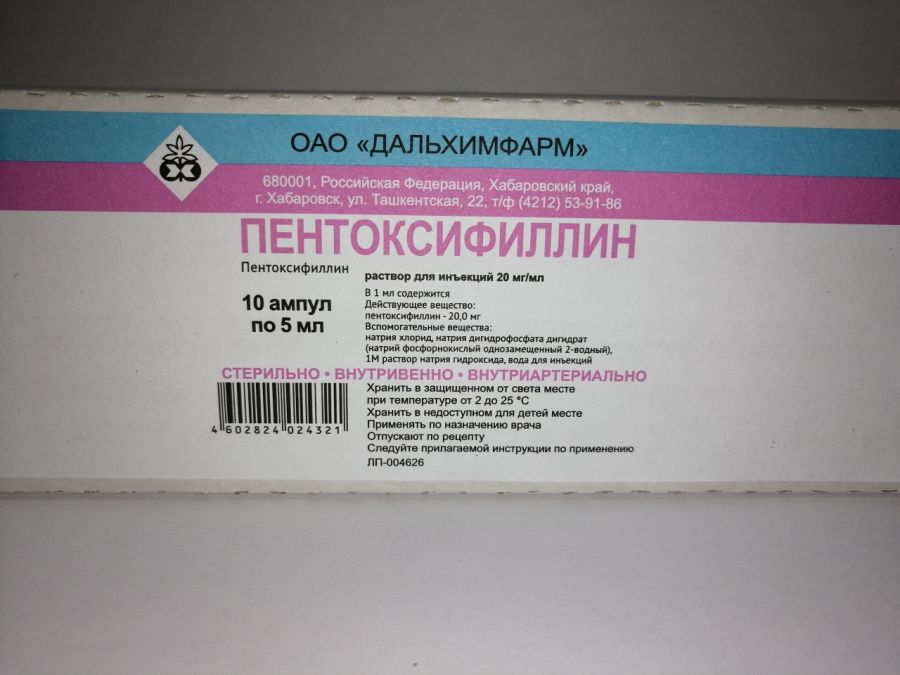 ОАО «ДАЛЬХИМФАРМ»
680001, Российская Федерация, Хабаровский край,
г. Хабаровск, ул. Ташкентская, 22, т/ф (4212) 53-91-86
ПЕНТОКСИФИЛЛИН
Пентоксифиллин
раствор для инъекций 20 мг/мл
10 ампул
по 5 мл
В 1 мл содержится
Действующее вещество:
пентоксифиллин - 20,0 мг
Вспомогательные вещества:
натрия хлорид, натрия дигидрофосфата дигидрат
(натрий фосфорнокислый однозамещенный 2-водный),
1М раствор натрия гидроксида, вода для инъекций
СТЕРИЛЬНО • ВНУТРИВЕННО • ВНУТРИАРТЕРИАЛЬНО
4 602824 024321
Хранить в защищенном от света месте
при температуре от 2 до 25 °С
Хранить в недоступном для детей месте
Применять по назначению врача
Отпускают по рецепту
Следуйте прилагаемой инструкции по применению
ЛП-004626